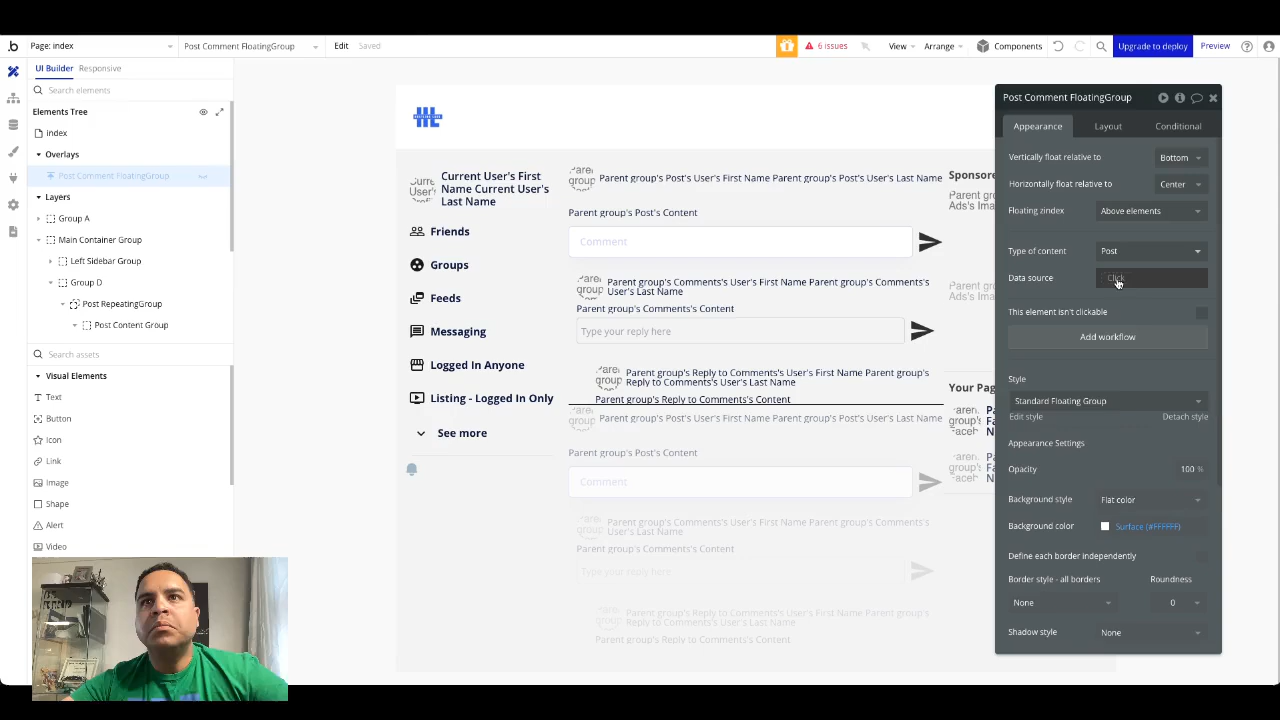 Page: index
Post Comment FloatingGroup
Edit
Saved
6 issues
View
Arrange
Components
Upgrade to deploy
Preview
UI Builder
Responsive
Search elements
Elements Tree
index
Overlays
Post Comment FloatingGroup
Layers
Group A
Main Container Group
Left Sidebar Group
Group D
Post RepeatingGroup
Post Content Group
Search assets
Visual Elements
Text
Button
Icon
Link
Image
Shape
Alert
Video
Current User's First
Name Current User's
Last Name
Friends
Groups
Feeds
Messaging
Logged In Anyone
Listing - Logged In Only
See more
Parent group's Post's User's First Name Parent group's Post's User's Last Name
Parent group's Post's Content
Comment
Parent group's Comments's User's First Name Parent group's Comments's
User's Last Name
Parent group's Comments's Content
Type your reply here
Parent group's Reply to Comments's User's First Name Parent group's
Reply to Comments's User's Last Name
Parent group's Reply to Comments's Content
Parent group's Post's User's First Name Parent group's Post's User's Last Name
Parent group's Post's Content
Comment
Parent group's Comments's User's First Name Parent group's Comments's
User's Last Name
Parent group's Comments's Content
Type your reply here
Parent group's Reply to Comments's User's First Name Parent group's
Reply to Comments's User's Last Name
Parent group's Reply to Comments's Content
Sponsore
Parent gr
Ads's Ima
Parent gr
Ads's Ima
Your Pag
Post Comment FloatingGroup
Appearance
Layout
Conditional
Vertically float relative to
Bottom
Horizontally float relative to
Center
Floating zindex
Above elements
Type of content
Post
Data source
Click
This element isn't clickable
Add workflow
Style
Standard Floating Group
Edit style
Detach style
Appearance Settings
Opacity
100 %
Background style
Flat color
Background color
Surface (#FFFFFF)
Define each border independently
Border style - all borders
Roundness
None
0
Shadow style
None